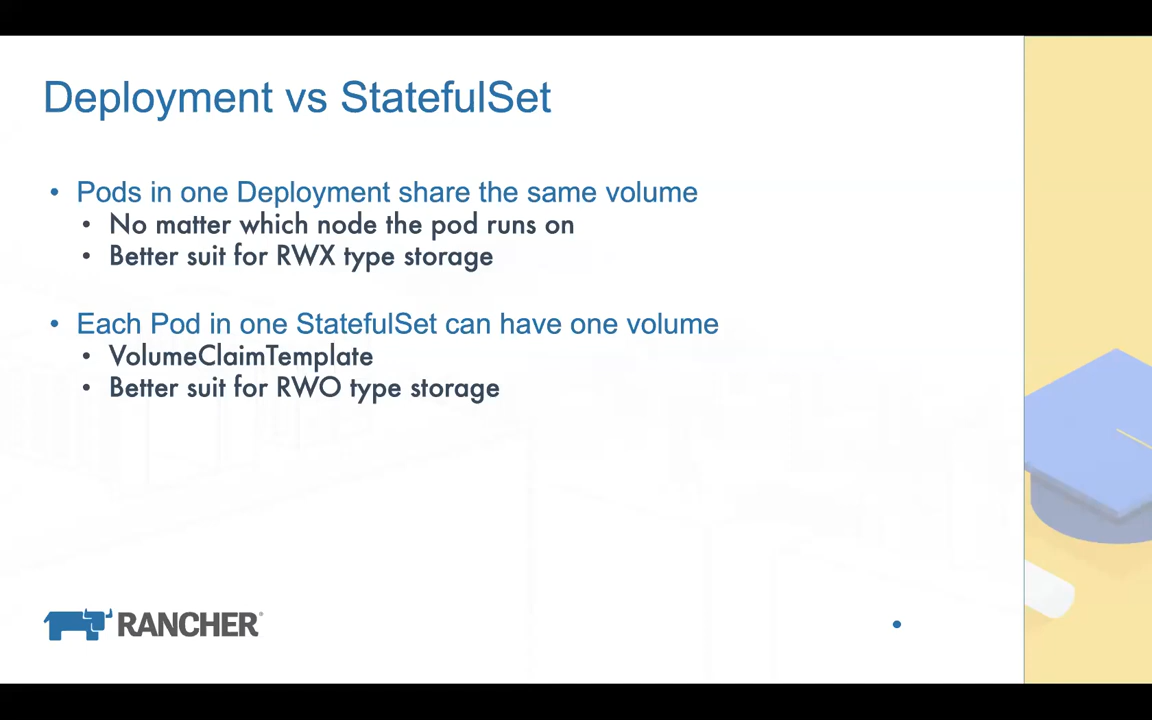 Deployment vs StatefulSet
• Pods in one Deployment share the same volume
• No matter which node the pod runs on
• Better suit for RWX type storage
• Each Pod in one StatefulSet can have one volume
• VolumeClaimTemplate
• Better suit for RWO type storage
RANCHER®